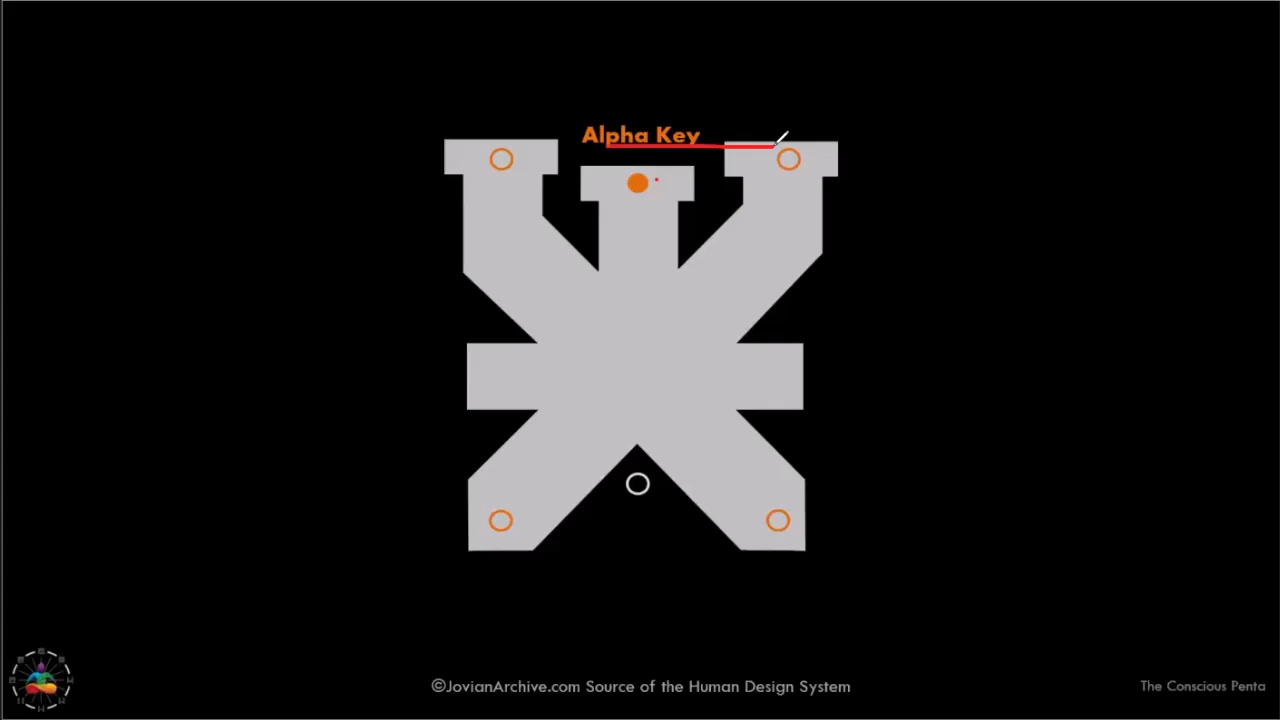 Alpha Key
©JovianArchive.com Source of the Human Design System
The Conscious Penta